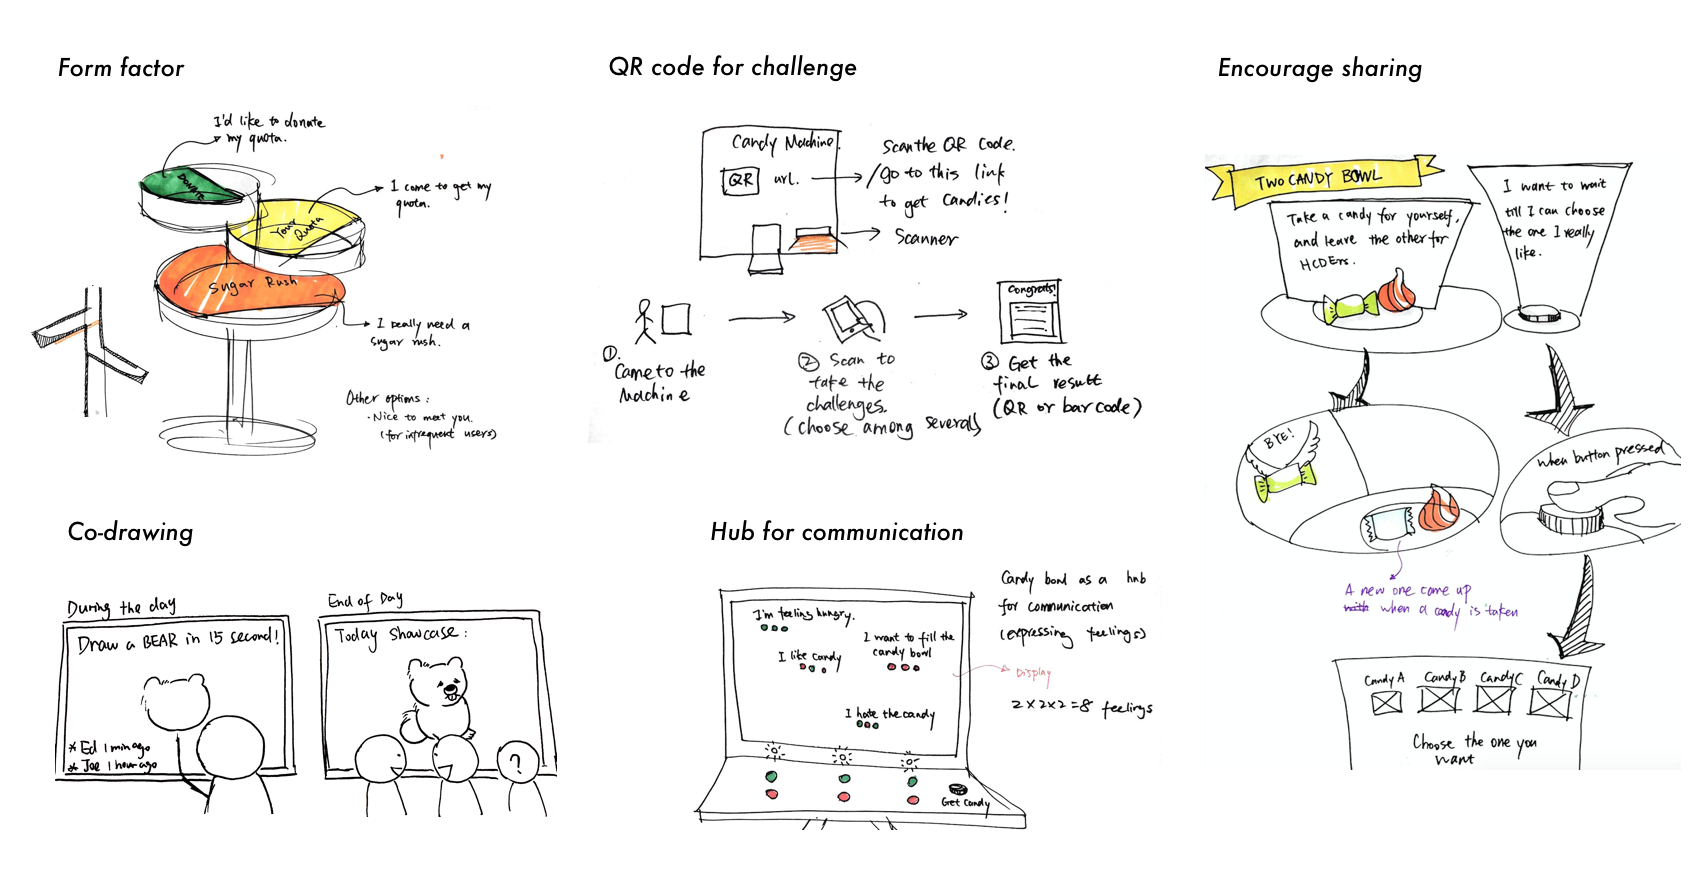 Form factor
I'd like to donate
my quota.
DONATE
I come to get my
quota.
Your
Quota
Sugar Rush
I really need a
sugar rush.
Other options:
· Nice to meet you.
(for infrequent users)
QR code for challenge
Candy Machine.
QR
url.
Scan the QR Code.
/go to this link
to get Candies!
Scanner
①.
Came to the
Machine
② Scan to
take the
challenges.
(choose among several)
Congrats!
③ Get the
final result
(QR or bar code)
Encourage sharing
TWO CANDY BOWL
Take a candy for yourself,
and leave the other for
HCDErs.
I want to wait
till I can choose
the one I really
like.
BYE!
A new one came up
with when a candy is taken
when button pressed
Candy A
Candy B
Candy C
Candy D
Choose the one you
want
Co-drawing
During the day
Draw a BEAR in 15 second!
* Ed 1 min ago
* Joe 1 hour ago
End of Day
Today Showcase:
?
Hub for communication
I'm feeling hungry.
I like candy
I want to fill the
candy bowl
I hate the candy
Get Candy
Candy bowl as a hub
for communication
(expressing feelings)
Display
2×2×2=8 feelings